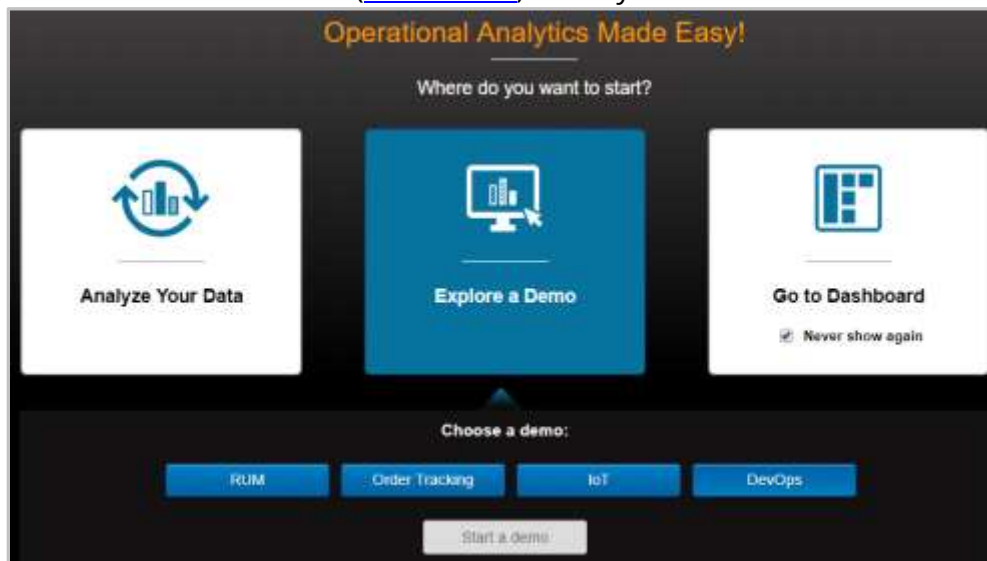 Operational Analytics Made Easy!
Where do you want to start?
Analyze Your Data
Explore a Demo
Go to Dashboard
Never show again
Choose a demo:
RUM
Order Tracking
IoT
DevOps
Start a demo